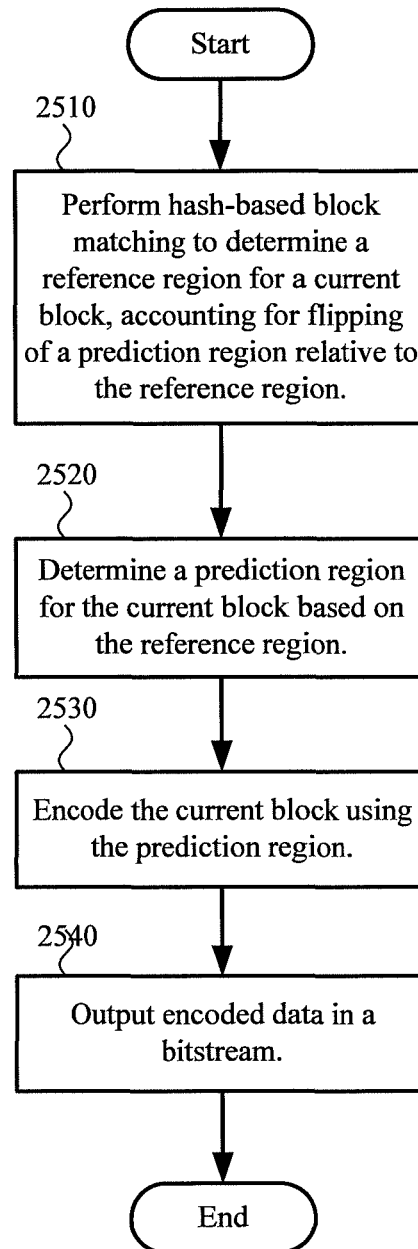 Start
2510
Perform hash-based block
matching to determine a
reference region for a current
block, accounting for flipping
of a prediction region relative to
the reference region.
2520
Determine a prediction region
for the current block based on
the reference region.
2530
Encode the current block using
the prediction region.
2540
Output encoded data in a
bitstream.
End